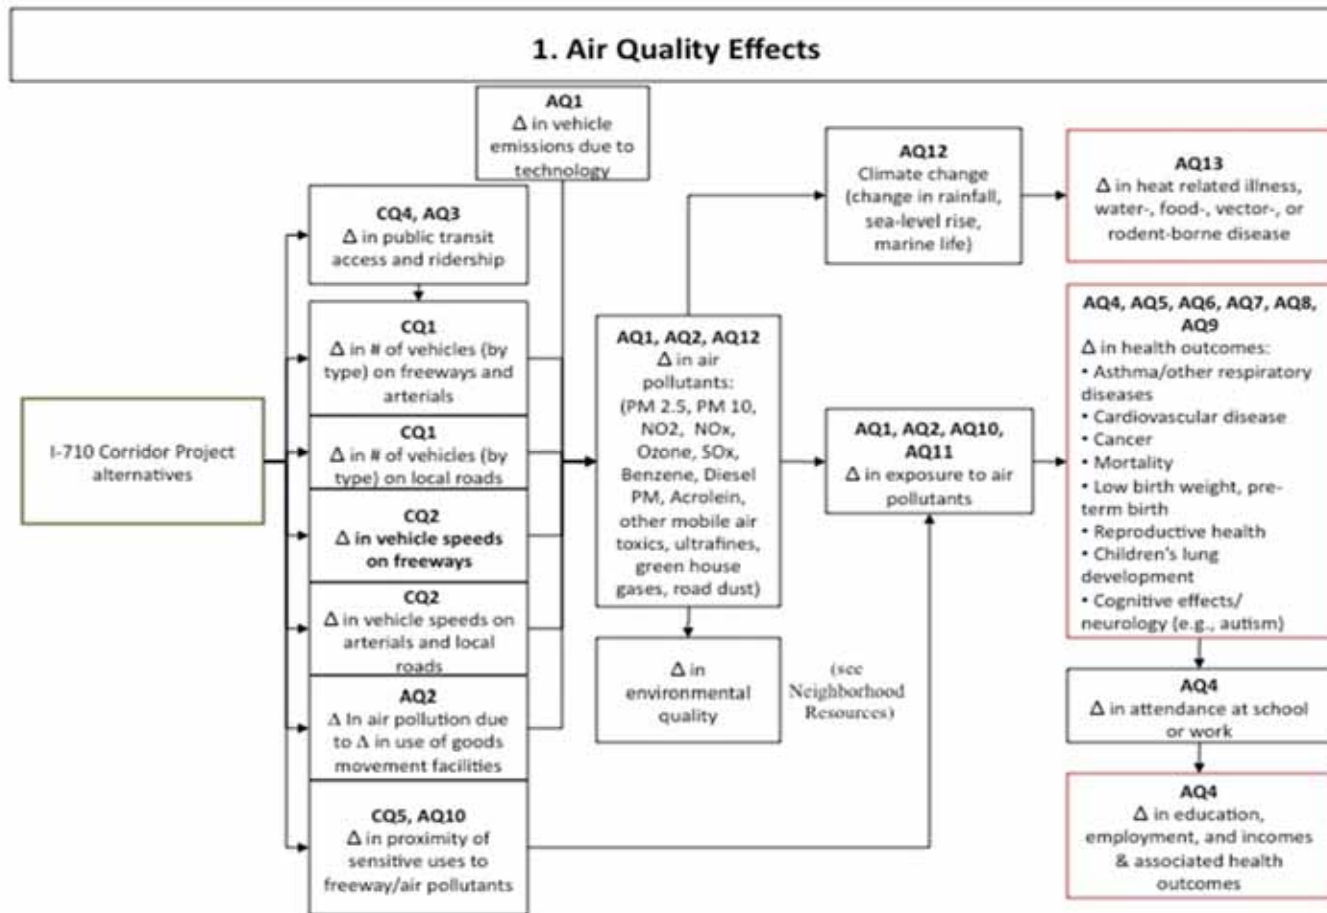 1. Air Quality Effects
AQ1
Δ in vehicle
emissions due to
technology
CQ4, AQ3
Δ in public transit
access and ridership
CQ1
Δ in # of vehicles (by
type) on freeways and
arterials
CQ1
Δ in # of vehicles (by
type) on local roads
CQ2
Δ in vehicle speeds
on freeways
CQ2
Δ in vehicle speeds on
arterials and local
roads
AQ2
Δ In air pollution due
to Δ in use of goods
movement facilities
CQ5, AQ10
Δ in proximity of
sensitive uses to
freeway/air pollutants
I-710 Corridor Project
alternatives
AQ1, AQ2, AQ12
Δ in air
pollutants:
(PM 2.5, PM 10,
NO2, NOx,
Ozone, SOx,
Benzene, Diesel
PM, Acrolein,
other mobile air
toxics, ultrafines,
green house
gases, road dust)
Δ in
environmental
quality
(see
Neighborhood
Resources)
AQ12
Climate change
(change in rainfall,
sea-level rise,
marine life)
AQ1, AQ2, AQ10,
AQ11
Δ in exposure to air
pollutants
AQ13
Δ in heat related illness,
water-, food-, vector-, or
rodent-borne disease
AQ4, AQ5, AQ6, AQ7, AQ8,
AQ9
Δ in health outcomes:
• Asthma/other respiratory
diseases
• Cardiovascular disease
• Cancer
• Mortality
• Low birth weight, pre-
term birth
• Reproductive health
• Children's lung
development
• Cognitive effects/
neurology (e.g., autism)
AQ4
Δ in attendance at school
or work
AQ4
Δ in education,
employment, and incomes
& associated health
outcomes